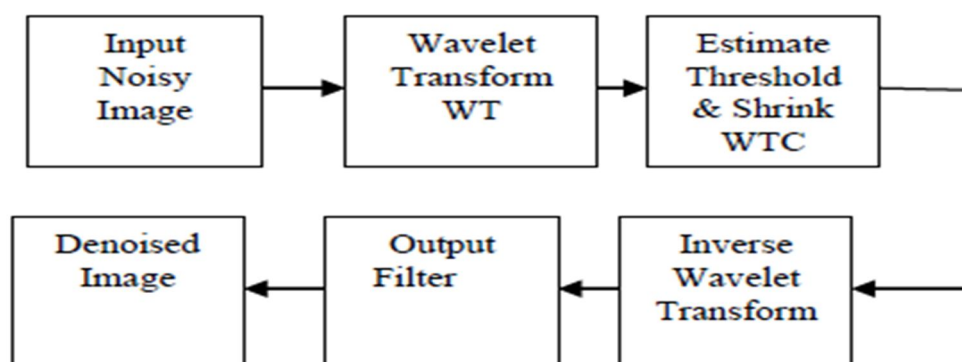 Input
Noisy
Image
Wavelet
Transform
WT
Estimate
Threshold
& Shrink
WTC
Denoised
Image
Output
Filter
Inverse
Wavelet
Transform